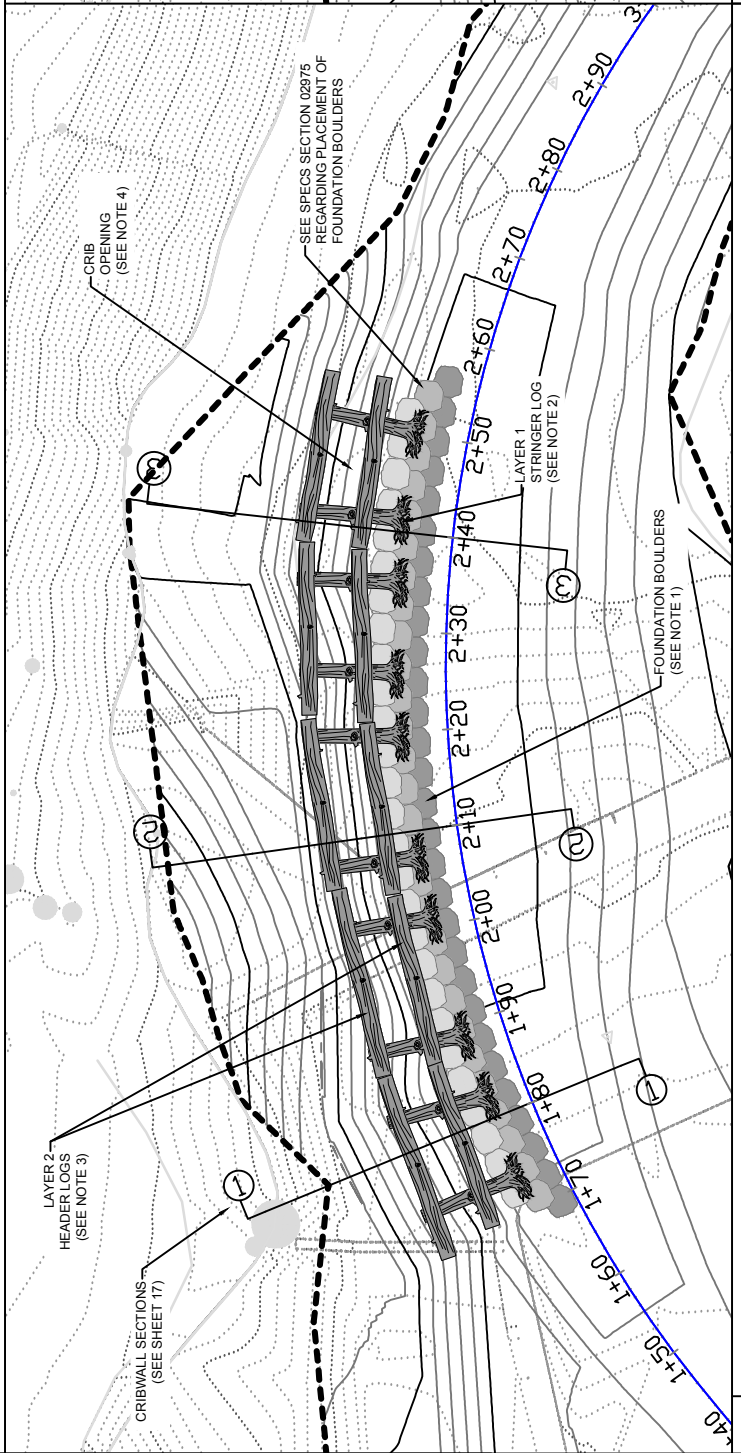 CRIB
OPENING
(SEE NOTE 4)
SEE SPECS SECTION 02975
REGARDING PLACEMENT OF
FOUNDATION BOULDERS
LAYER 1
STRINGER LOG
(SEE NOTE 2)
FOUNDATION BOULDERS
(SEE NOTE 1)
LAYER 2
HEADER LOGS
(SEE NOTE 3)
CRIBWALL SECTIONS
(SEE SHEET 17)
3
3
2
2
1
1
2+90
2+80
2+70
2+60
2+50
2+40
2+30
2+20
2+10
2+00
1+90
1+80
1+70
1+60
1+50
+40
3